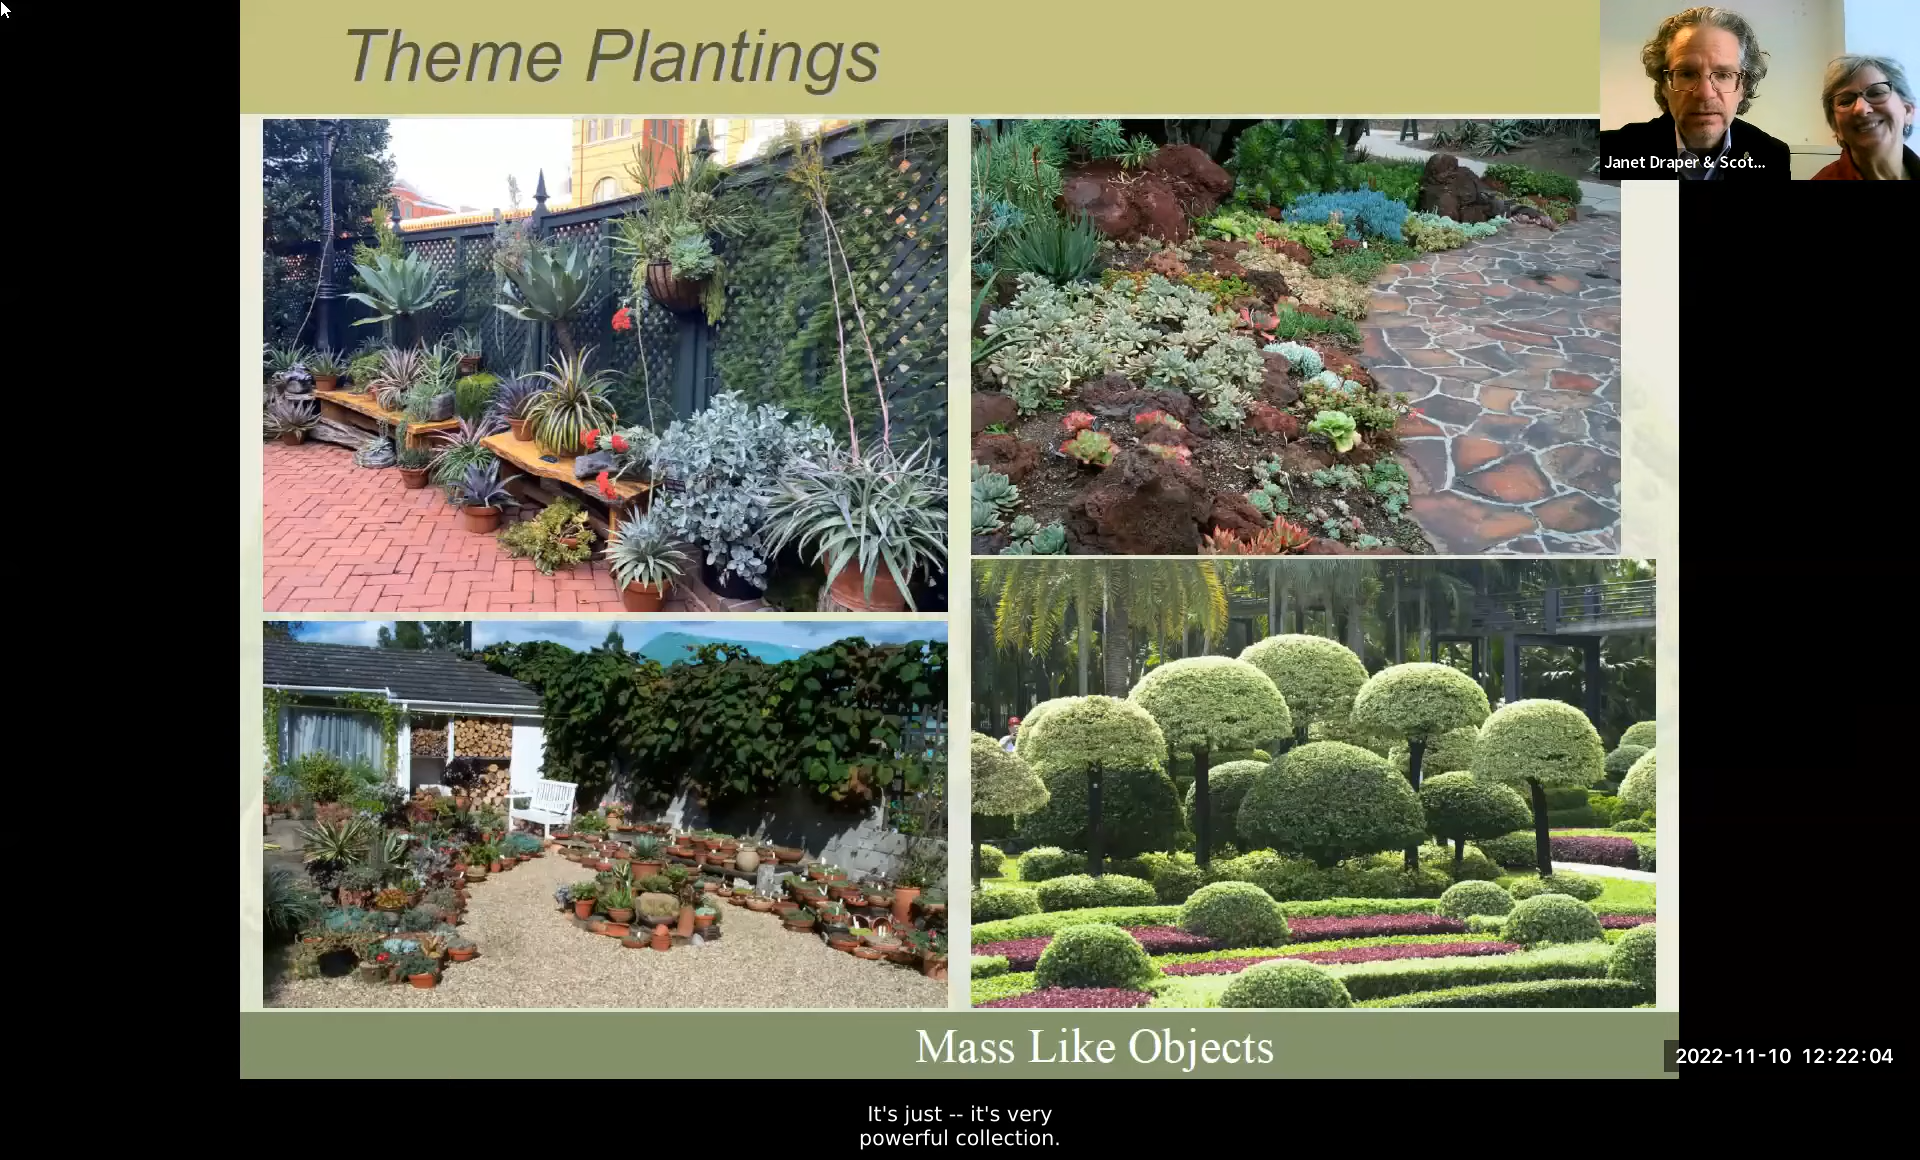 Theme Plantings
Janet Draper & Scot...
Mass Like Objects
2022-11-10 12:22:04
It's just -- it's very
powerful collection.